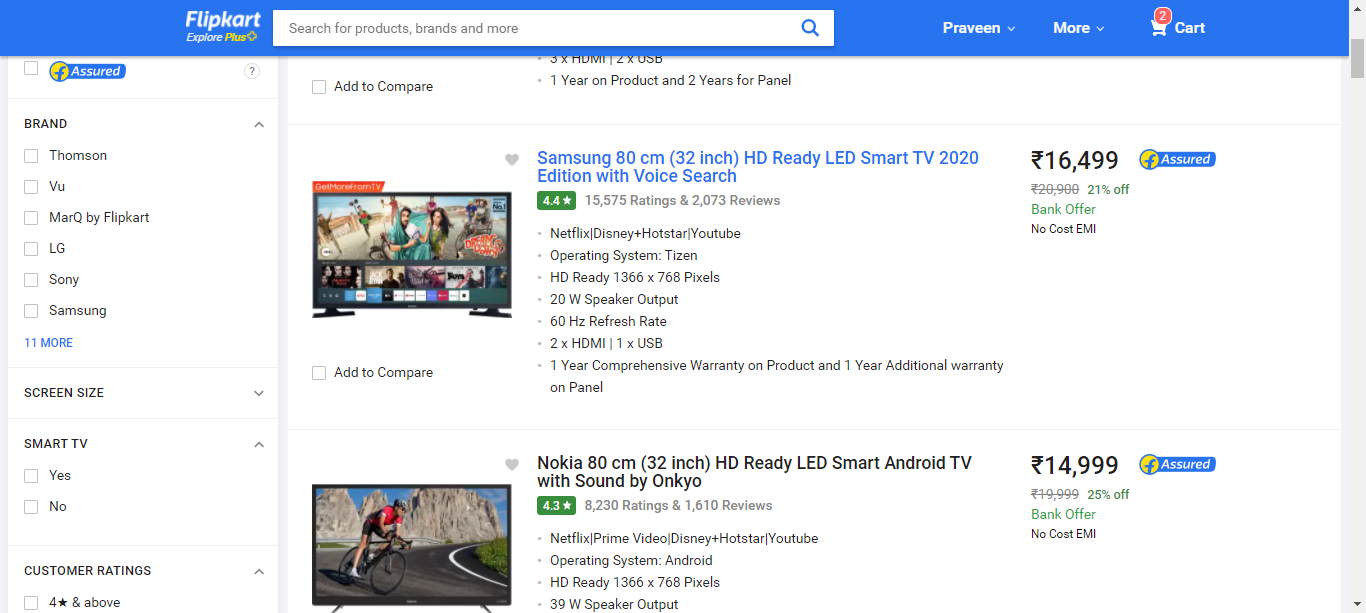 Flipkart
Explore Plus
Search for products, brands and more
Praveen
More
2
Cart
Assured
?
BRAND
Thomson
Vu
MarQ by Flipkart
LG
Sony
Samsung
11 MORE
SCREEN SIZE
SMART TV
Yes
No
CUSTOMER RATINGS
4★ & above
3 x HDMI | 2 x USB
1 Year on Product and 2 Years for Panel
Add to Compare
GetMoreFromTV
Samsung 80 cm (32 inch) HD Ready LED Smart TV 2020
Edition with Voice Search
4.4 ★ 15,575 Ratings & 2,073 Reviews
Netflix|Disney+Hotstar|Youtube
Operating System: Tizen
HD Ready 1366 x 768 Pixels
20 W Speaker Output
60 Hz Refresh Rate
2 x HDMI | 1 x USB
1 Year Comprehensive Warranty on Product and 1 Year Additional warranty
on Panel
Add to Compare
₹16,499
Assured
₹20,900 21% off
Bank Offer
No Cost EMI
Nokia 80 cm (32 inch) HD Ready LED Smart Android TV
with Sound by Onkyo
4.3 ★ 8,230 Ratings & 1,610 Reviews
Netflix|Prime Video|Disney+Hotstar|Youtube
Operating System: Android
HD Ready 1366 x 768 Pixels
39 W Speaker Output
₹14,999
Assured
₹19,999 25% off
Bank Offer
No Cost EMI